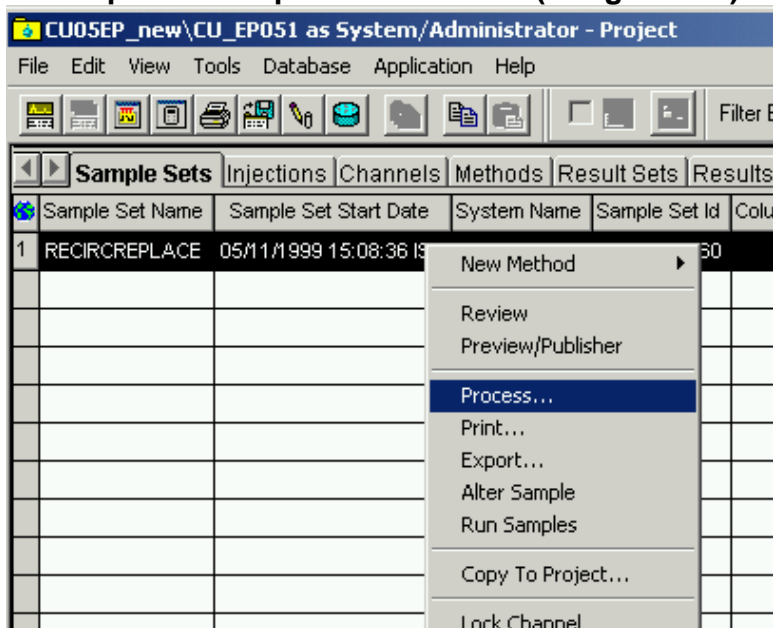 CU05EP_new\CU_EP051 as System/Administrator - Project
File Edit View Tools Database Application Help
Filter
Sample Sets Injections Channels Methods Result Sets Results
Sample Set Name Sample Set Start Date System Name Sample Set Id
1 RECIRCREPLACE 05/11/1999 15:08:36 60
New Method
Review
Preview/Publisher
Process...
Print...
Export...
Alter Sample
Run Samples
Copy To Project...
Lock Channel